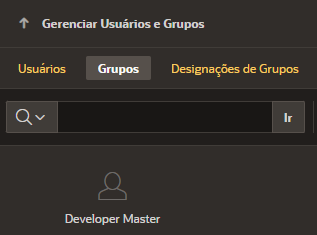 Gerenciar Usuários e Grupos
Usuários Grupos Designações de Grupos
Ir
Developer Master